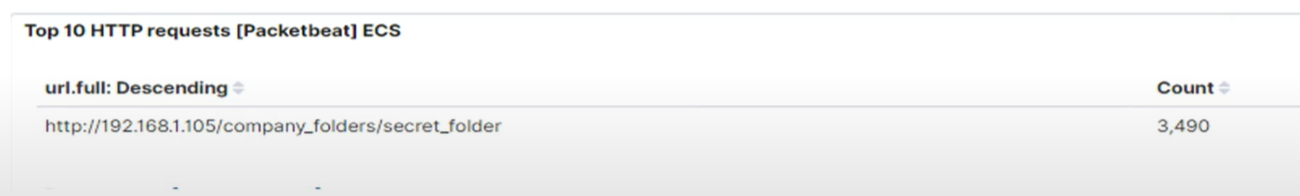 Top 10 HTTP requests [Packetbeat] ECS
url.full: Descending Count
http://192.168.1.105/company_folders/secret_folder 3,490